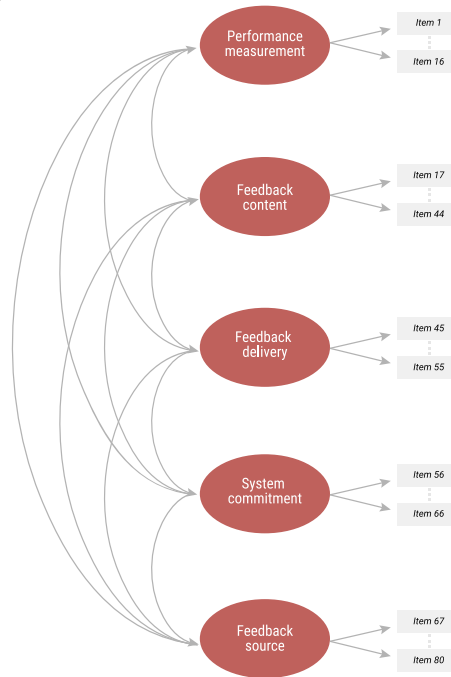 Performance
measurement
Item 1
Item 16
Feedback
content
Item 17
Item 44
Feedback
delivery
Item 45
Item 55
System
commitment
Item 56
Item 66
Feedback
source
Item 67
Item 80